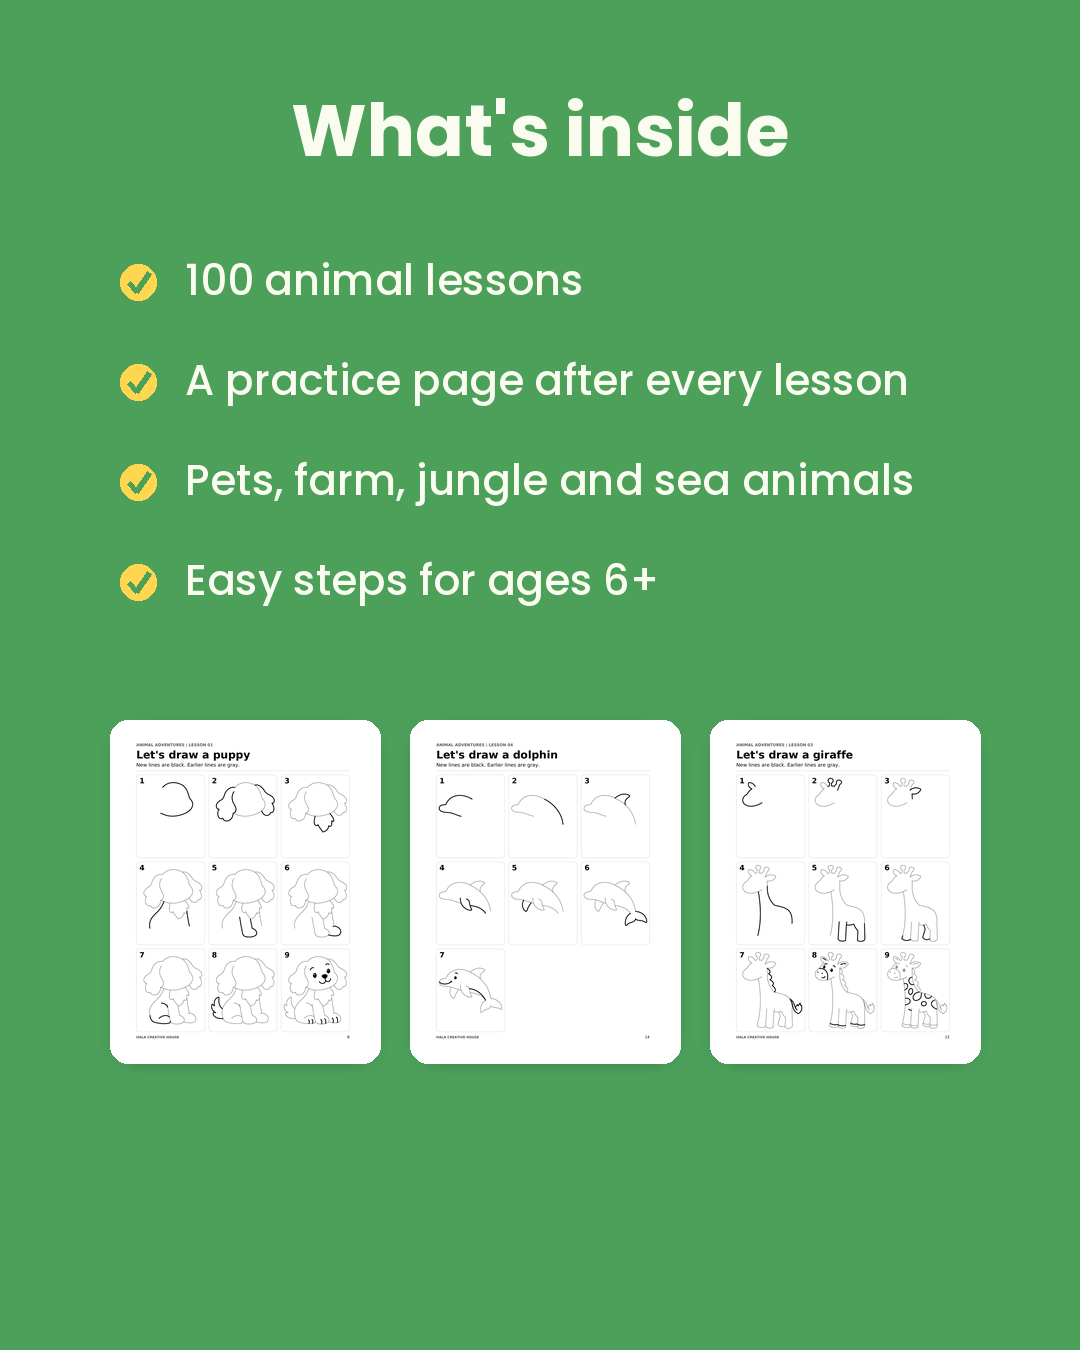 What's inside
100 animal lessons
A practice page after every lesson
Pets, farm, jungle and sea animals
Easy steps for ages 6+
ANIMAL ADVENTURES | LESSON 01
Let's draw a puppy
New lines are black. Earlier lines are gray.
1 2 3
4 5 6
7 8 9
HALA CREATIVE HOUSE 8
ANIMAL ADVENTURES | LESSON 04
Let's draw a dolphin
New lines are black. Earlier lines are gray.
1 2 3
4 5 6
7
HALA CREATIVE HOUSE 14
ANIMAL ADVENTURES | LESSON 03
Let's draw a giraffe
New lines are black. Earlier lines are gray.
1 2 3
4 5 6
7 8 9
HALA CREATIVE HOUSE 12